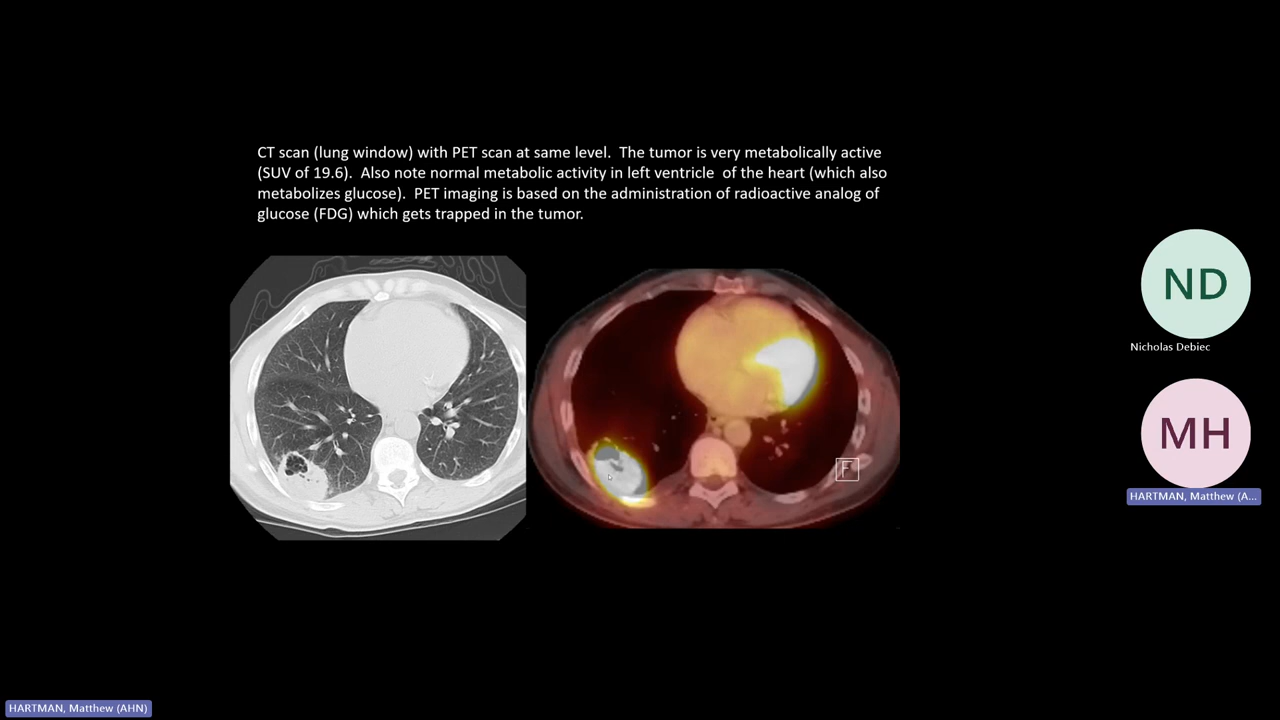 CT scan (lung window) with PET scan at same level.  The tumor is very metabolically active
(SUV of 19.6).  Also note normal metabolic activity in left ventricle  of the heart (which also
metabolizes glucose).  PET imaging is based on the administration of radioactive analog of
glucose (FDG) which gets trapped in the tumor.
ND
Nicholas Debiec
MH
HARTMAN, Matthew (A...
F
HARTMAN, Matthew (AHN)